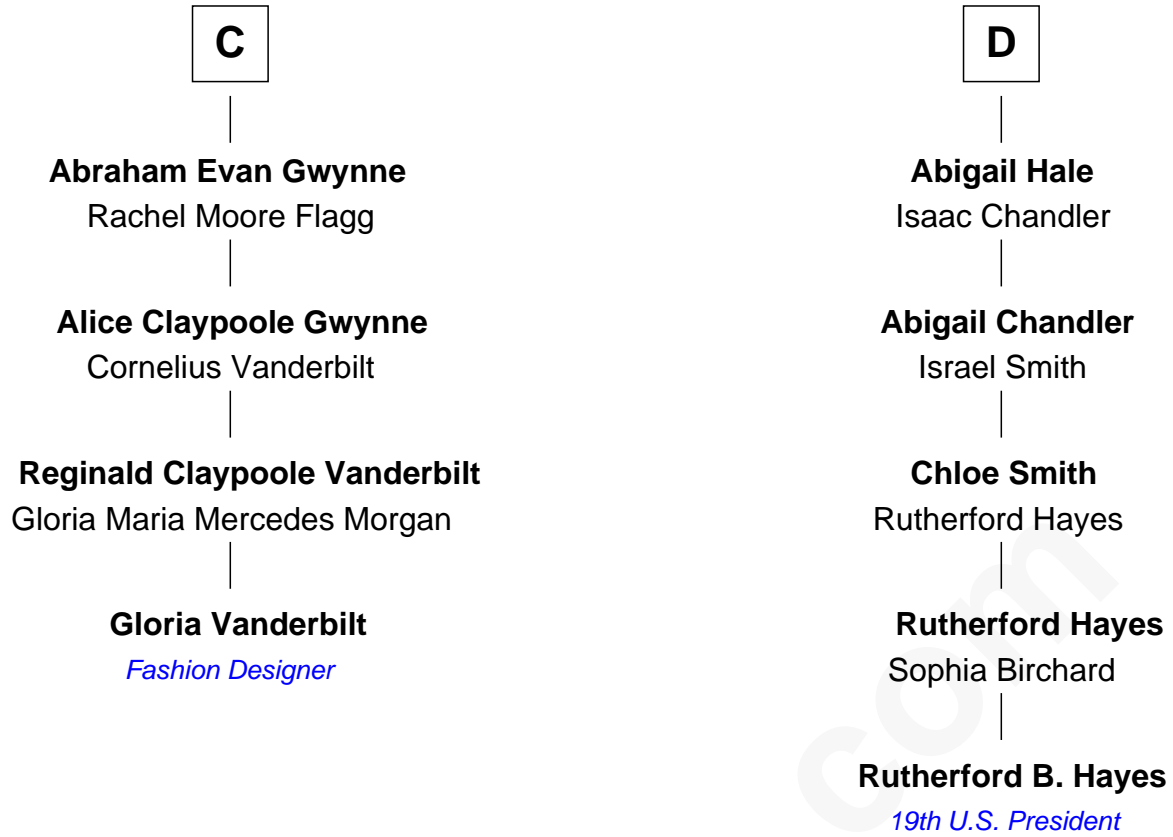 C
Abraham Evan Gwynne
Rachel Moore Flagg
Alice Claypoole Gwynne
Cornelius Vanderbilt
Reginald Claypoole Vanderbilt
Gloria Maria Mercedes Morgan
Gloria Vanderbilt
Fashion Designer
D
Abigail Hale
Isaac Chandler
Abigail Chandler
Israel Smith
Chloe Smith
Rutherford Hayes
Rutherford Hayes
Sophia Birchard
Rutherford B. Hayes
19th U.S. President
com